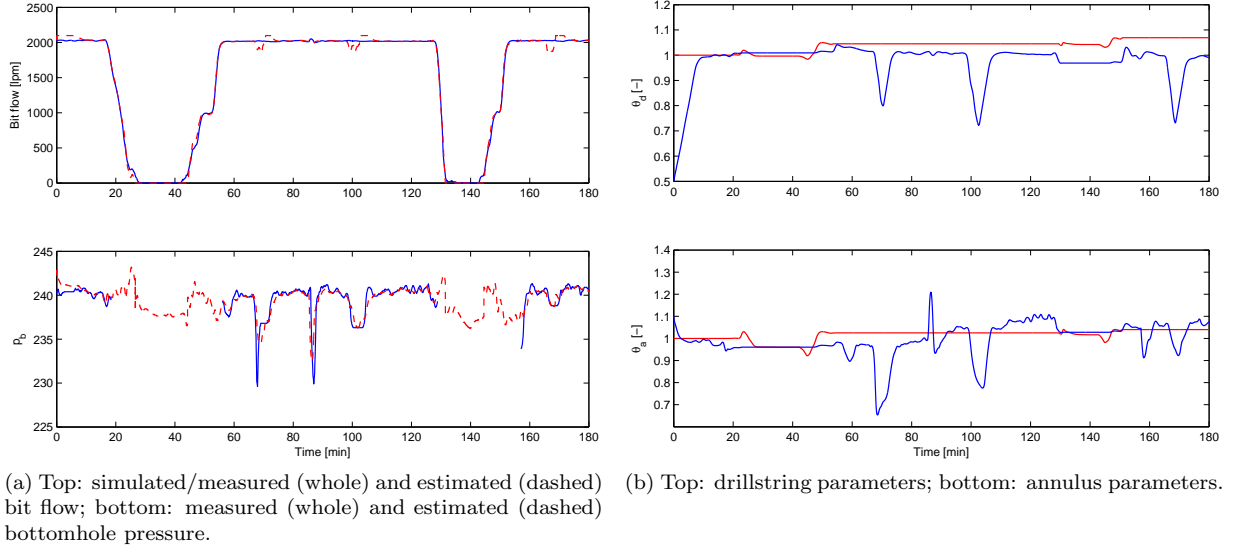 2500
2000
1500
1000
500
0
Bit flow [lpm]
0 20 40 60 80 100 120 140 160 180
245
240
235
230
225
p_b
0 20 40 60 80 100 120 140 160 180
Time [min]
(a) Top: simulated/measured (whole) and estimated (dashed)
bit flow; bottom: measured (whole) and estimated (dashed)
bottomhole pressure.
1.2
1.1
1
0.9
0.8
0.7
0.6
0.5
θ_d [−]
0 20 40 60 80 100 120 140 160 180
1.4
1.3
1.2
1.1
1
0.9
0.8
0.7
θ_a [−]
0 20 40 60 80 100 120 140 160 180
Time [min]
(b) Top: drillstring parameters; bottom: annulus parameters.